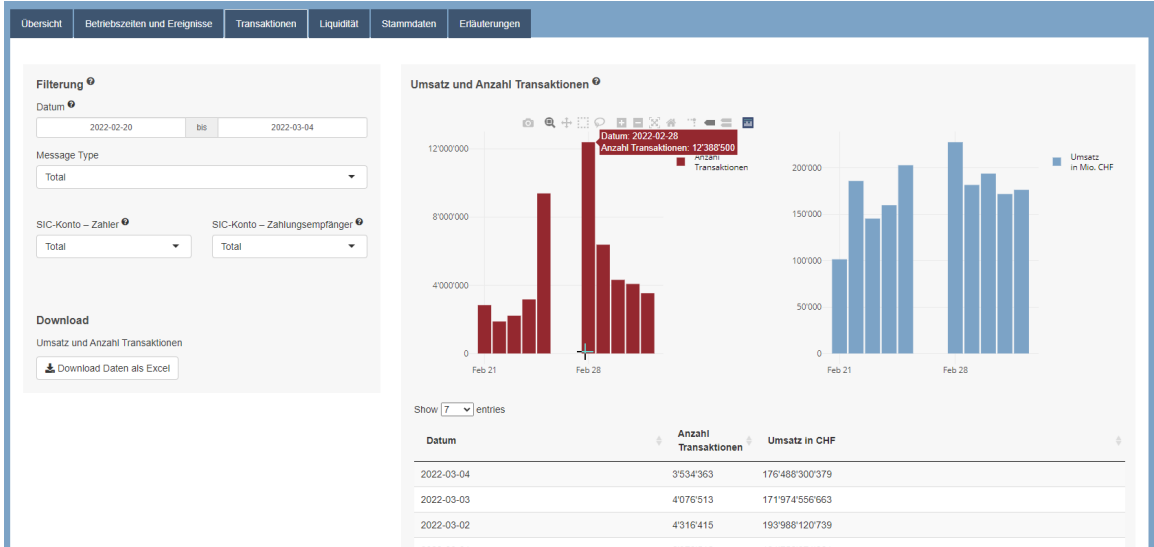 Übersicht
Betriebszeiten und Ereignisse
Transaktionen
Liquidität
Stammdaten
Erläuterungen
Filterung ?
Datum ?
2022-02-20 bis 2022-03-04
Message Type
Total
SIC-Konto – Zahler ?
SIC-Konto – Zahlungsempfänger ?
Total
Total
Download
Umsatz und Anzahl Transaktionen
Download Daten als Excel
Umsatz und Anzahl Transaktionen ?
Datum: 2022-02-28
Anzahl Transaktionen: 12'388'500
Anzahl
Transaktionen
12'000'000
8'000'000
4'000'000
0
Feb 21
Feb 28
Umsatz
in Mio. CHF
200'000
150'000
100'000
50'000
0
Feb 21
Feb 28
Show 7 entries
Datum
Anzahl
Transaktionen
Umsatz in CHF
2022-03-04 3'534'363 176'488'300'379
2022-03-03 4'076'513 171'974'556'663
2022-03-02 4'316'415 193'988'120'739